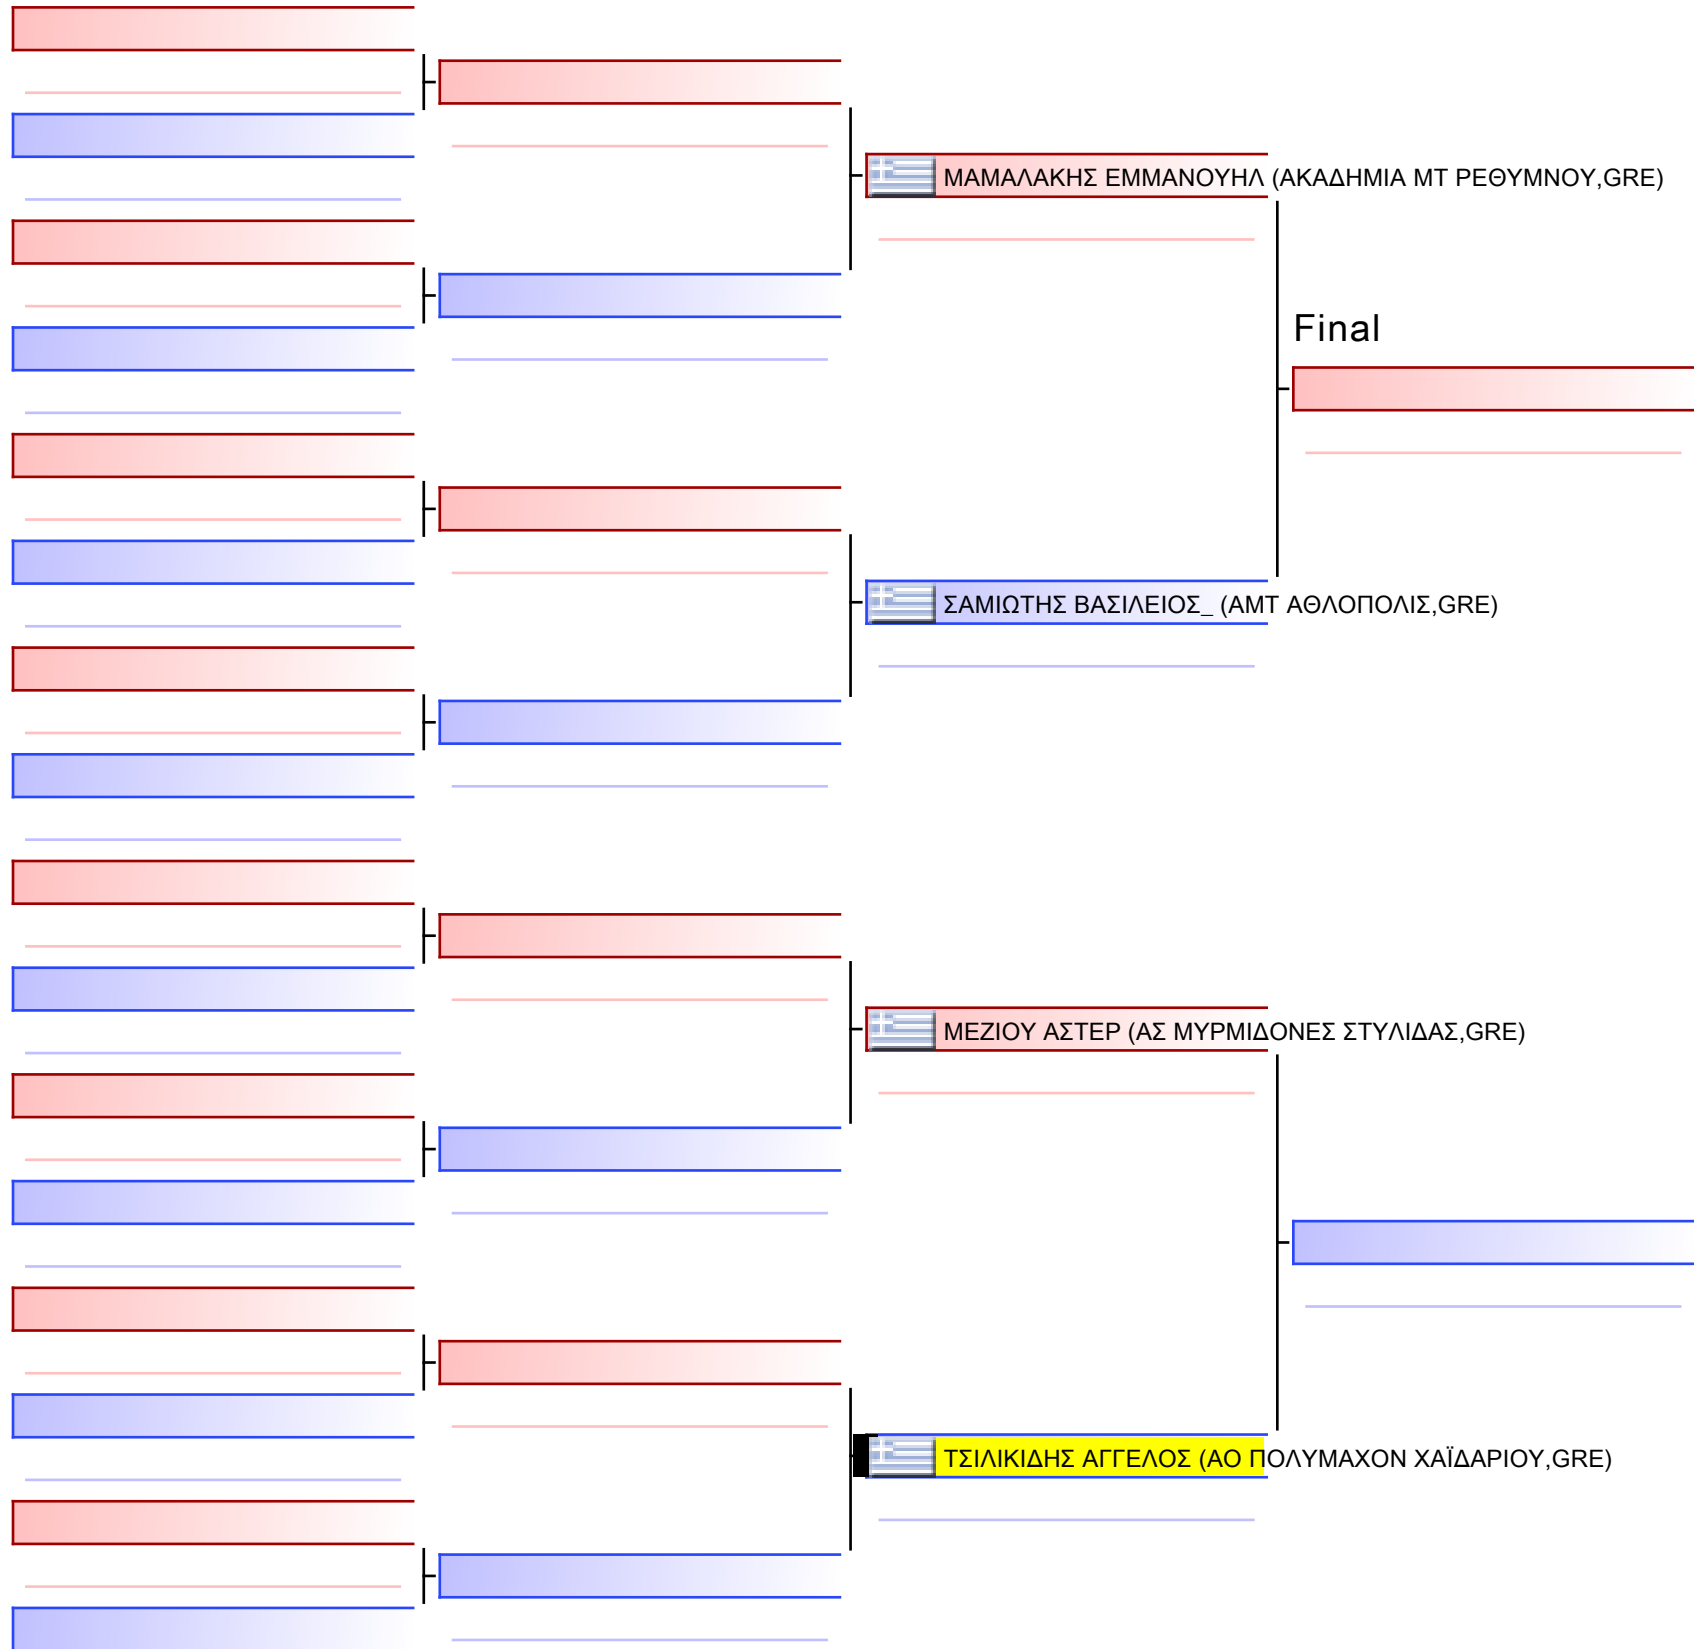 ΜΑΜΑΛΑΚΗΣ ΕΜΜΑΝΟΥΗΛ (ΑΚΑΔΗΜΙΑ ΜΤ ΡΕΘΥΜΝΟΥ,GRE)
Final
ΣΑΜΙΩΤΗΣ ΒΑΣΙΛΕΙΟΣ_ (ΑΜΤ ΑΘΛΟΠΟΛΙΣ,GRE)
ΜΕΖΙΟΥ ΑΣΤΕΡ (ΑΣ ΜΥΡΜΙΔΟΝΕΣ ΣΤΥΛΙΔΑΣ,GRE)
ΤΣΙΛΙΚΙΔΗΣ ΑΓΓΕΛΟΣ (ΑΟ ΠΟΛΥΜΑΧΟΝ ΧΑΪΔΑΡΙΟΥ,GRE)